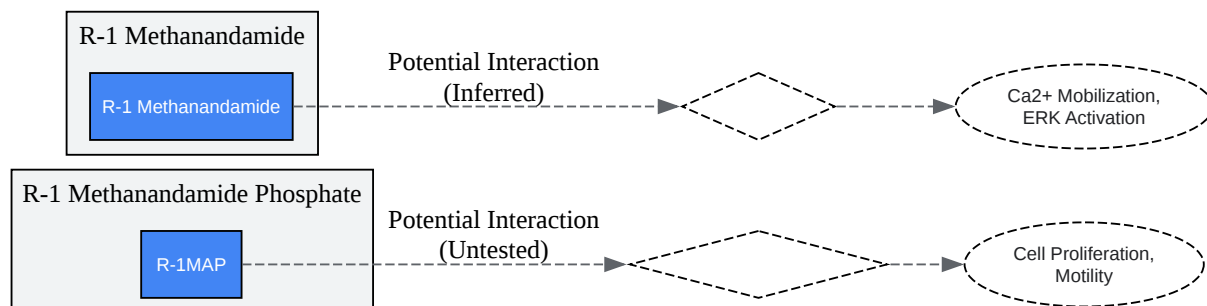 R-1 Methanandamide
R-1 Methanandamide
Potential Interaction
(Inferred)
Ca2+ Mobilization,
ERK Activation
R-1 Methanandamide Phosphate
R-1MAP
Potential Interaction
(Untested)
Cell Proliferation,
Motility